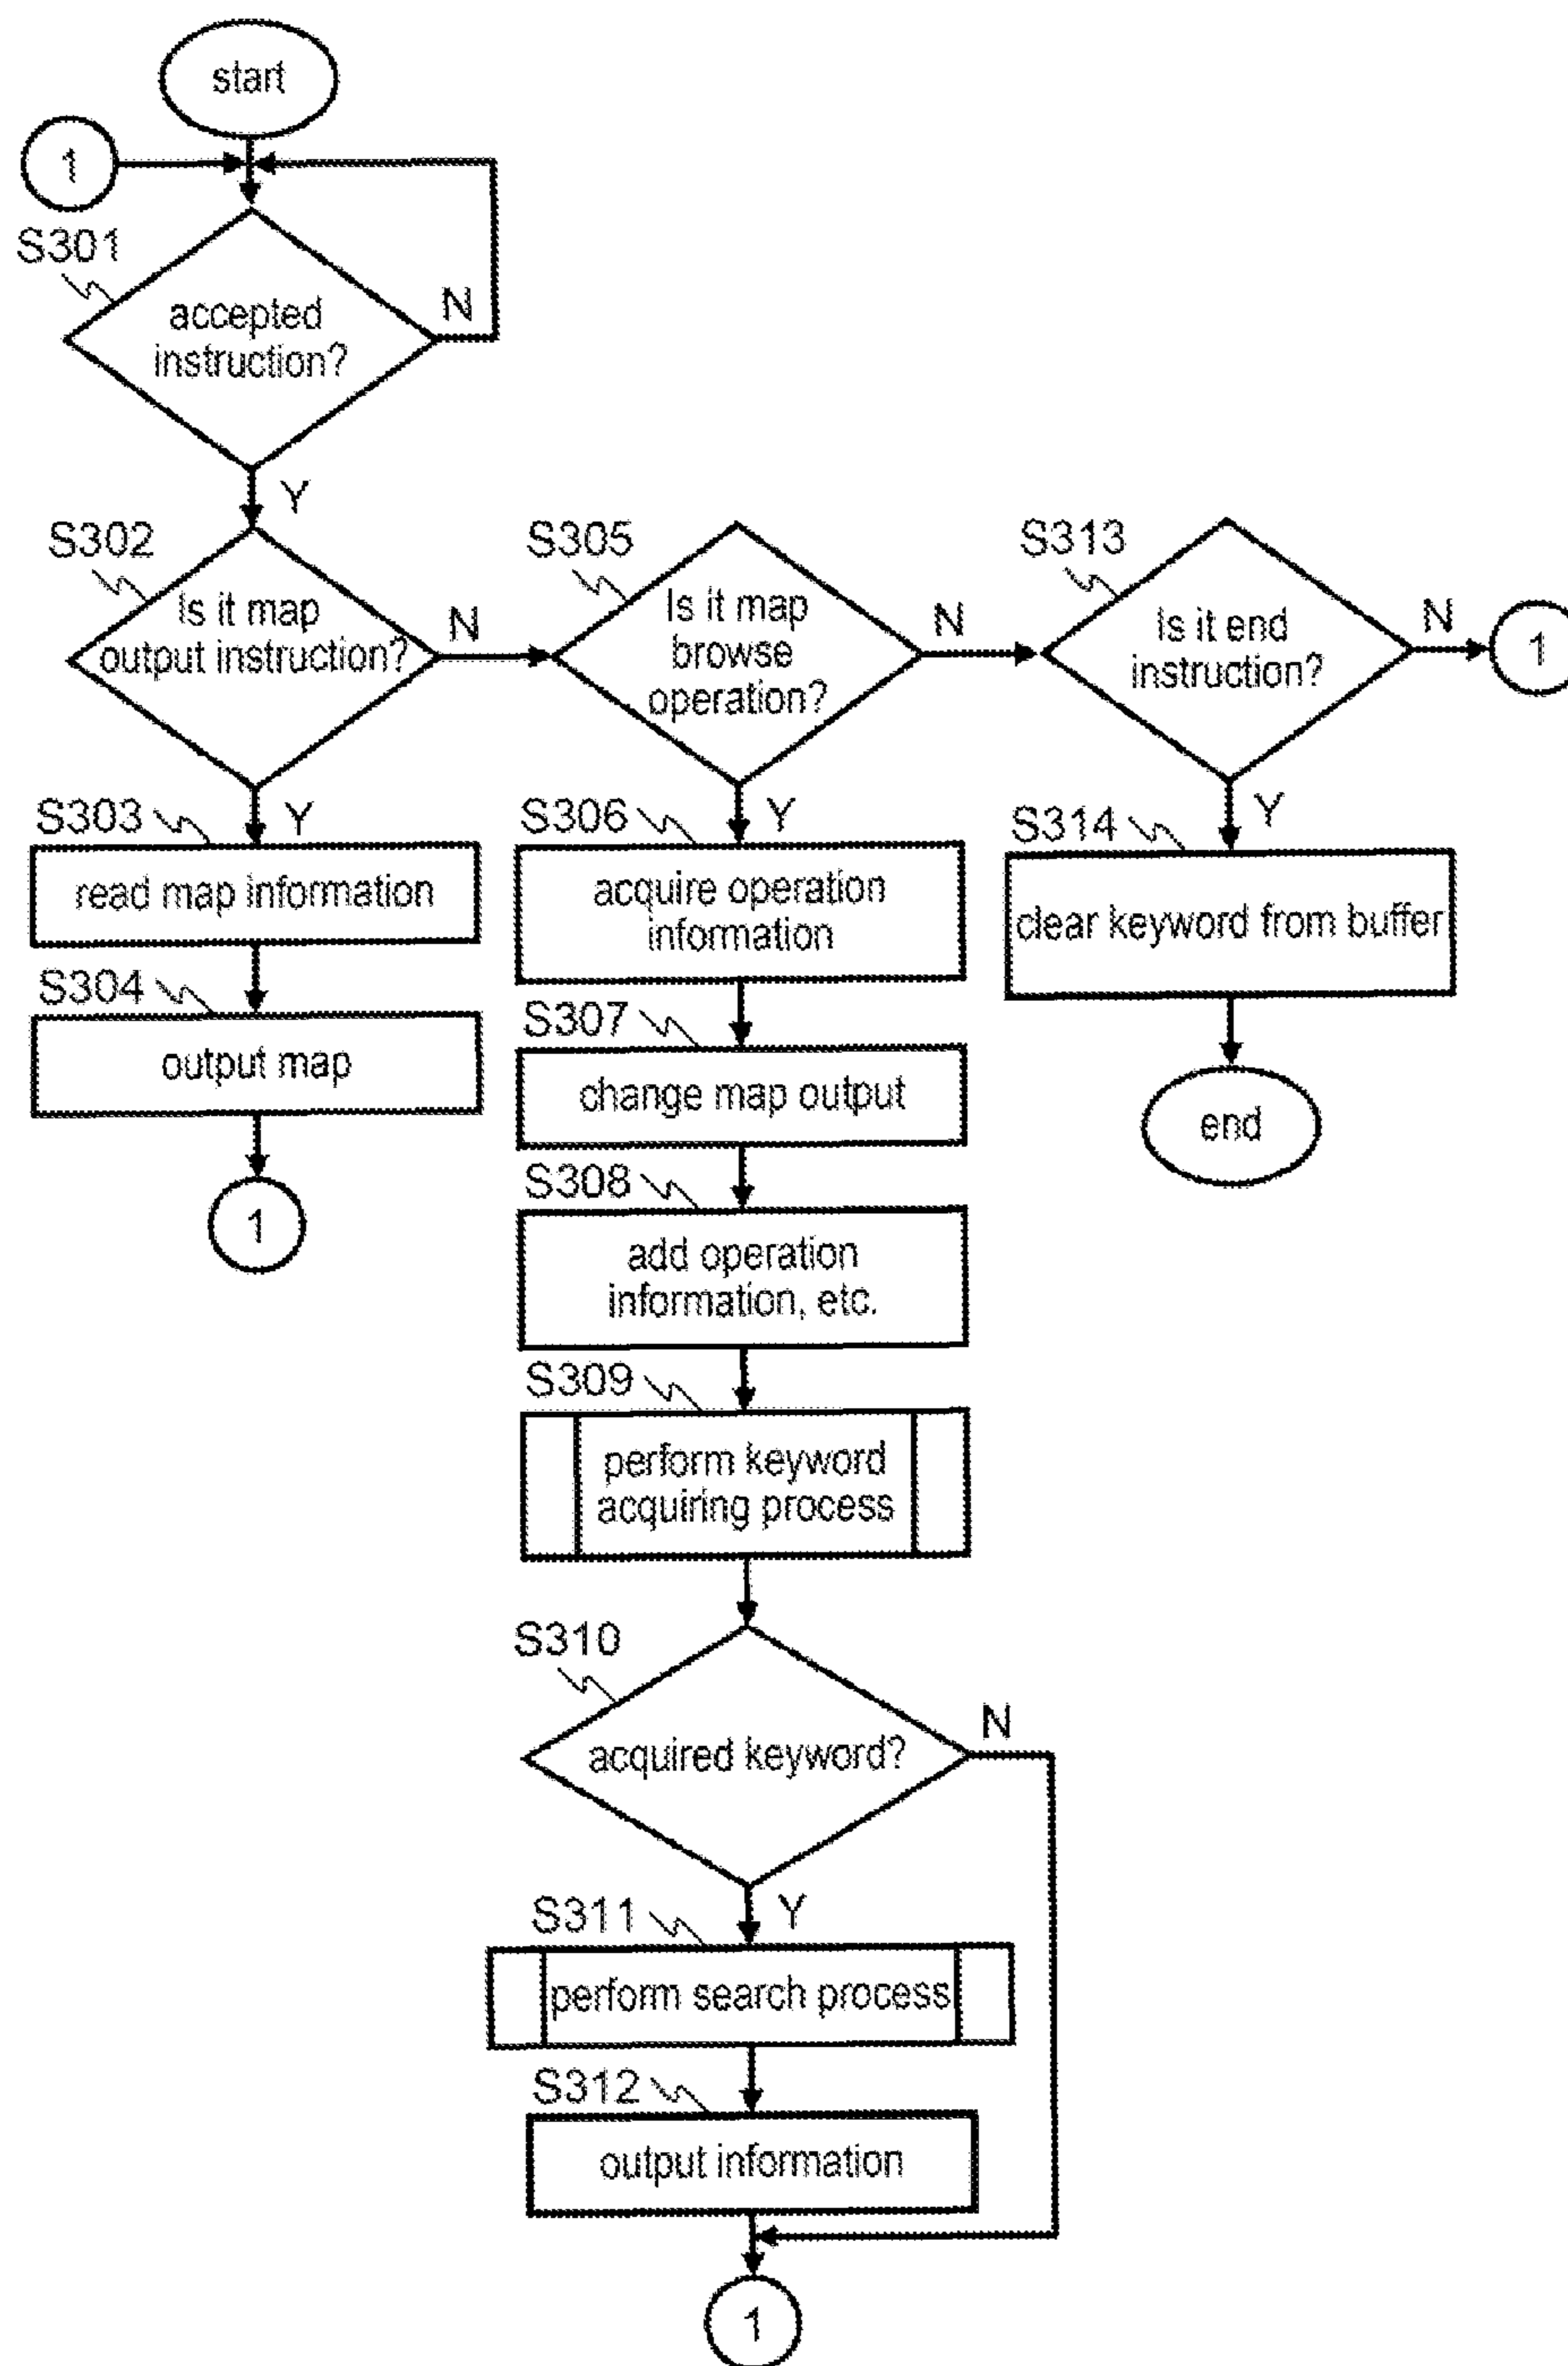 start
1
S301
accepted
instruction?
N
Y
S302
Is it map
output instruction?
N
Y
S305
Is it map
browse
operation?
N
Y
S313
Is it end
instruction?
N
1
Y
S303
read map information
S304
output map
1
S306
acquire operation
information
S307
change map output
S308
add operation
information, etc.
S309
perform keyword
acquiring process
S310
acquired keyword?
N
Y
S311
perform search process
S312
output information
1
S314
clear keyword from buffer
end